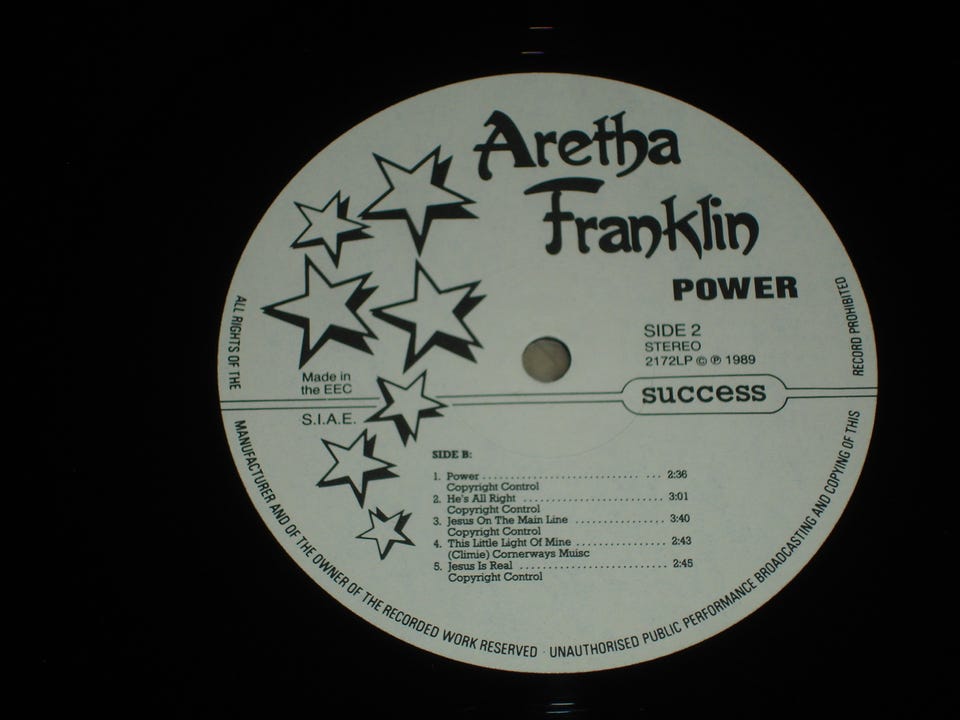 Aretha
Franklin
POWER
SIDE 2
STEREO
2172LP © ℗ 1989
success
Made in
the EEC
S.I.A.E.
SIDE B:
1. Power .......................... ... 2:36
Copyright Control
2. He's All Right ........................ 3:01
Copyright Control
3. Jesus On The Main Line ............... 3:40
Copyright Control
4. This Little Light Of Mine .............. 2:43
(Climie) Cornerways Muisc
5. Jesus Is Real ......................... 2:45
Copyright Control
ALL RIGHTS OF THE MANUFACTURER AND OF THE OWNER OF THE RECORDED WORK RESERVED · UNAUTHORISED PUBLIC PERFORMANCE BROADCASTING AND COPYING OF THIS RECORD PROHIBITED